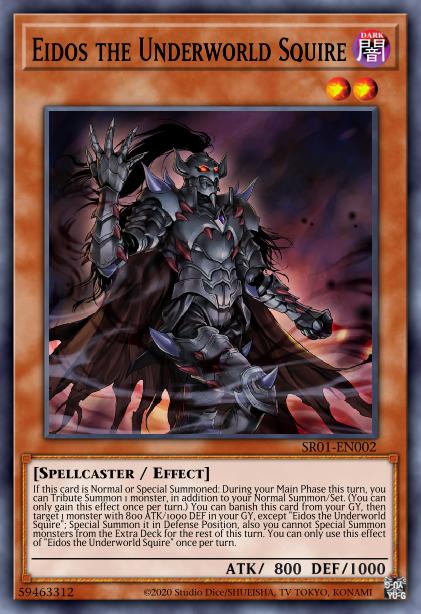 EIDOS THE UNDERWORLD SQUIRE
DARK
闇
SR01-EN002
[SPELLCASTER / EFFECT]
If this card is Normal or Special Summoned: During your Main Phase this turn, you
can Tribute Summon 1 monster, in addition to your Normal Summon/Set. (You can
only gain this effect once per turn.) You can banish this card from your GY, then
target 1 monster with 800 ATK/1000 DEF in your GY, except "Eidos the Underworld
Squire"; Special Summon it in Defense Position, also you cannot Special Summon
monsters from the Extra Deck for the rest of this turn. You can only use this effect
of "Eidos the Underworld Squire" once per turn.
ATK/ 800 DEF/1000
59463312
©2020 Studio Dice/SHUEISHA, TV TOKYO, KONAMI